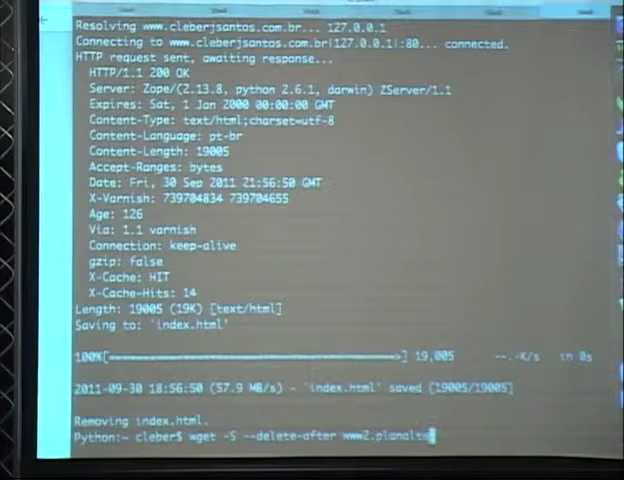 Resolving www.cleberjsantos.com.br... 127.0.0.1
Connecting to www.cleberjsantos.com.br|127.0.0.1|:80... connected.
HTTP request sent, awaiting response...
HTTP/1.1 200 OK
Server: Zope/(2.13.8, python 2.6.1, darwin) ZServer/1.1
Expires: Sat, 1 Jan 2000 00:00:00 GMT
Content-Type: text/html;charset=utf-8
Content-Language: pt-br
Content-Length: 19005
Accept-Ranges: bytes
Date: Fri, 30 Sep 2011 21:56:50 GMT
X-Varnish: 739704834 739704655
Age: 126
Via: 1.1 varnish
Connection: keep-alive
gzip: false
X-Cache: HIT
X-Cache-Hits: 14
Length: 19005 (19K) [text/html]
Saving to: `index.html'
100%[=====================================>] 19,005 --.-K/s in 0s
2011-09-30 18:56:50 (57.9 MB/s) - `index.html' saved [19005/19005]
Removing index.html.
Python:~ cleber$ wget -S --delete-after www2.planalto